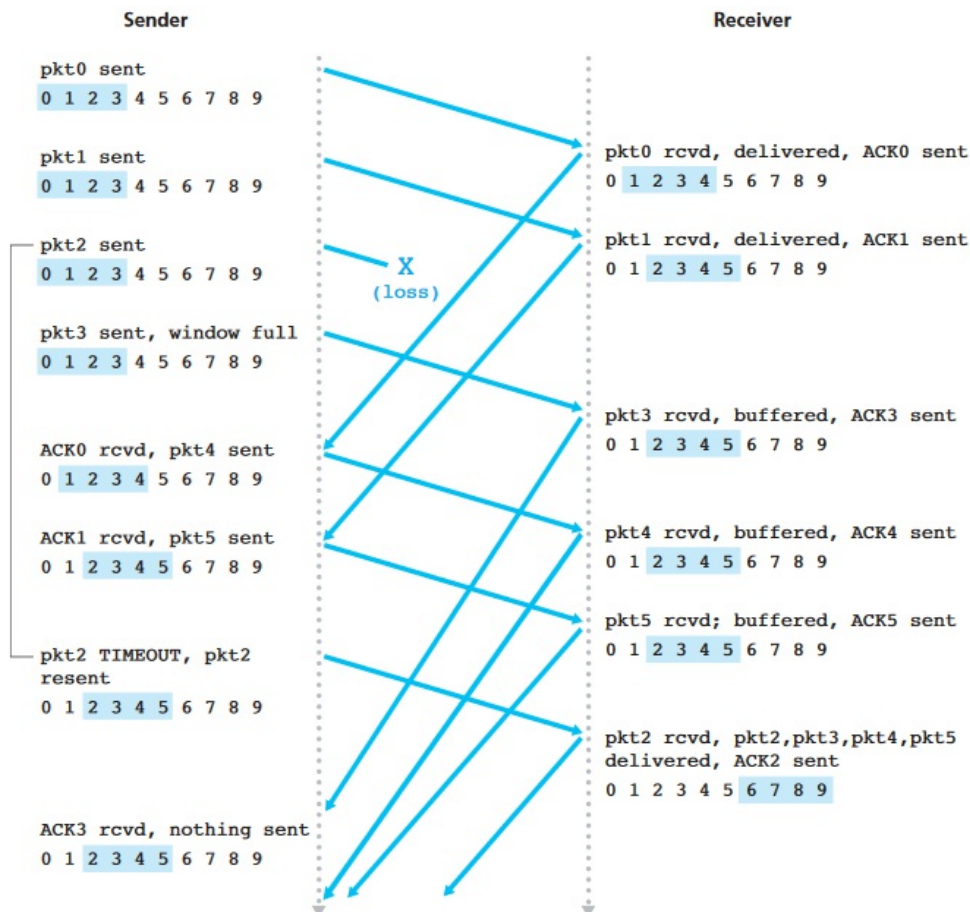 Sender
Receiver
pkt0 sent
0 1 2 3 4 5 6 7 8 9
pkt0 rcvd, delivered, ACK0 sent
0 1 2 3 4 5 6 7 8 9
pkt1 sent
0 1 2 3 4 5 6 7 8 9
pkt1 rcvd, delivered, ACK1 sent
0 1 2 3 4 5 6 7 8 9
pkt2 sent
0 1 2 3 4 5 6 7 8 9
X
(loss)
pkt3 sent, window full
0 1 2 3 4 5 6 7 8 9
pkt3 rcvd, buffered, ACK3 sent
0 1 2 3 4 5 6 7 8 9
ACK0 rcvd, pkt4 sent
0 1 2 3 4 5 6 7 8 9
pkt4 rcvd, buffered, ACK4 sent
0 1 2 3 4 5 6 7 8 9
ACK1 rcvd, pkt5 sent
0 1 2 3 4 5 6 7 8 9
pkt5 rcvd; buffered, ACK5 sent
0 1 2 3 4 5 6 7 8 9
pkt2 TIMEOUT, pkt2
resent
0 1 2 3 4 5 6 7 8 9
pkt2 rcvd, pkt2,pkt3,pkt4,pkt5
delivered, ACK2 sent
0 1 2 3 4 5 6 7 8 9
ACK3 rcvd, nothing sent
0 1 2 3 4 5 6 7 8 9